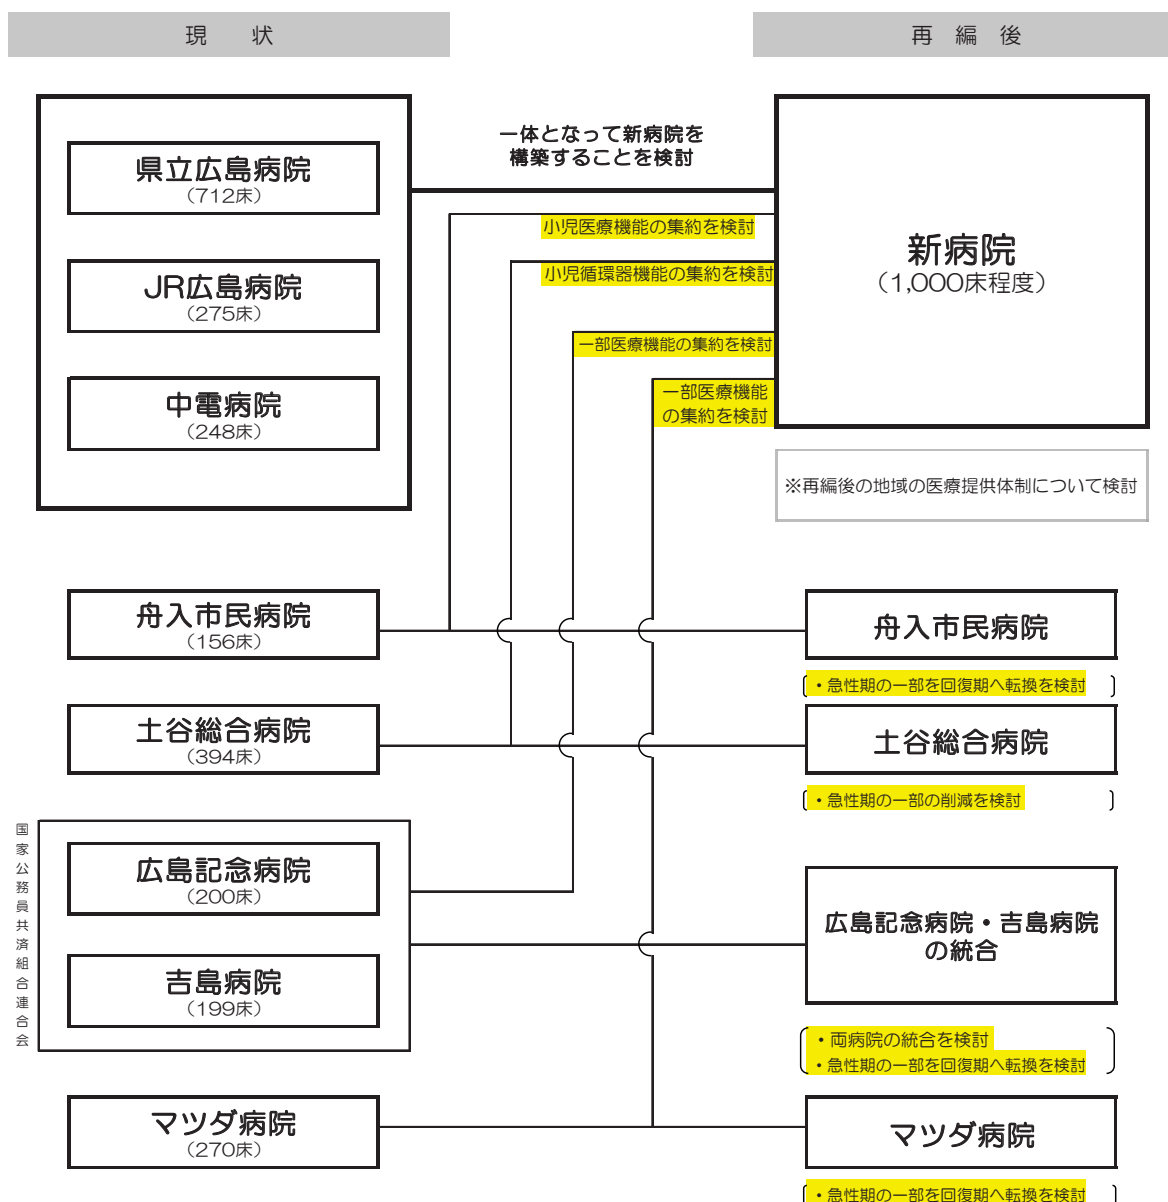 現　状
再　編　後
県立広島病院
（712床）
JR広島病院
（275床）
中電病院
（248床）
一体となって新病院を
構築することを検討
小児医療機能の集約を検討
小児循環器機能の集約を検討
一部医療機能の集約を検討
一部医療機能
の集約を検討
新病院
（1,000床程度）
※再編後の地域の医療提供体制について検討
舟入市民病院
（156床）
舟入市民病院
・急性期の一部を回復期へ転換を検討
土谷総合病院
（394床）
土谷総合病院
・急性期の一部の削減を検討
国家公務員共済組合連合会
広島記念病院
（200床）
吉島病院
（199床）
広島記念病院・吉島病院
の統合
・両病院の統合を検討
・急性期の一部を回復期へ転換を検討
マツダ病院
（270床）
マツダ病院
・急性期の一部を回復期へ転換を検討